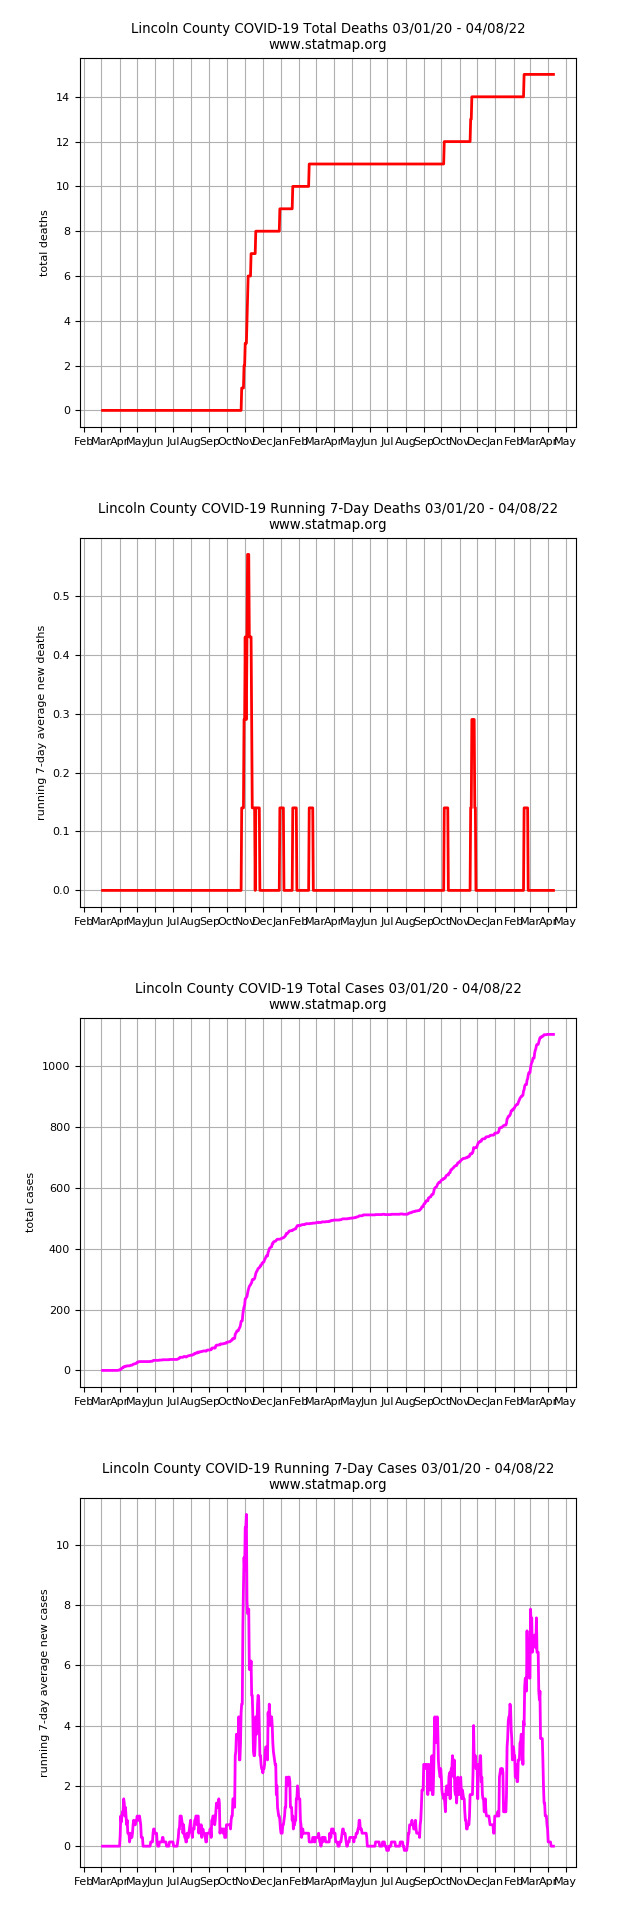 Lincoln County COVID-19 Total Deaths 03/01/20 - 04/08/22
www.statmap.org
total deaths
14
12
10
8
6
4
2
0
Feb Mar Apr May Jun Jul Aug Sep Oct Nov Dec Jan Feb Mar Apr May Jun Jul Aug Sep Oct Nov Dec Jan Feb Mar Apr May
Lincoln County COVID-19 Running 7-Day Deaths 03/01/20 - 04/08/22
www.statmap.org
running 7-day average new deaths
0.5
0.4
0.3
0.2
0.1
0.0
Feb Mar Apr May Jun Jul Aug Sep Oct Nov Dec Jan Feb Mar Apr May Jun Jul Aug Sep Oct Nov Dec Jan Feb Mar Apr May
Lincoln County COVID-19 Total Cases 03/01/20 - 04/08/22
www.statmap.org
total cases
1000
800
600
400
200
0
Feb Mar Apr May Jun Jul Aug Sep Oct Nov Dec Jan Feb Mar Apr May Jun Jul Aug Sep Oct Nov Dec Jan Feb Mar Apr May
Lincoln County COVID-19 Running 7-Day Cases 03/01/20 - 04/08/22
www.statmap.org
running 7-day average new cases
10
8
6
4
2
0
Feb Mar Apr May Jun Jul Aug Sep Oct Nov Dec Jan Feb Mar Apr May Jun Jul Aug Sep Oct Nov Dec Jan Feb Mar Apr May